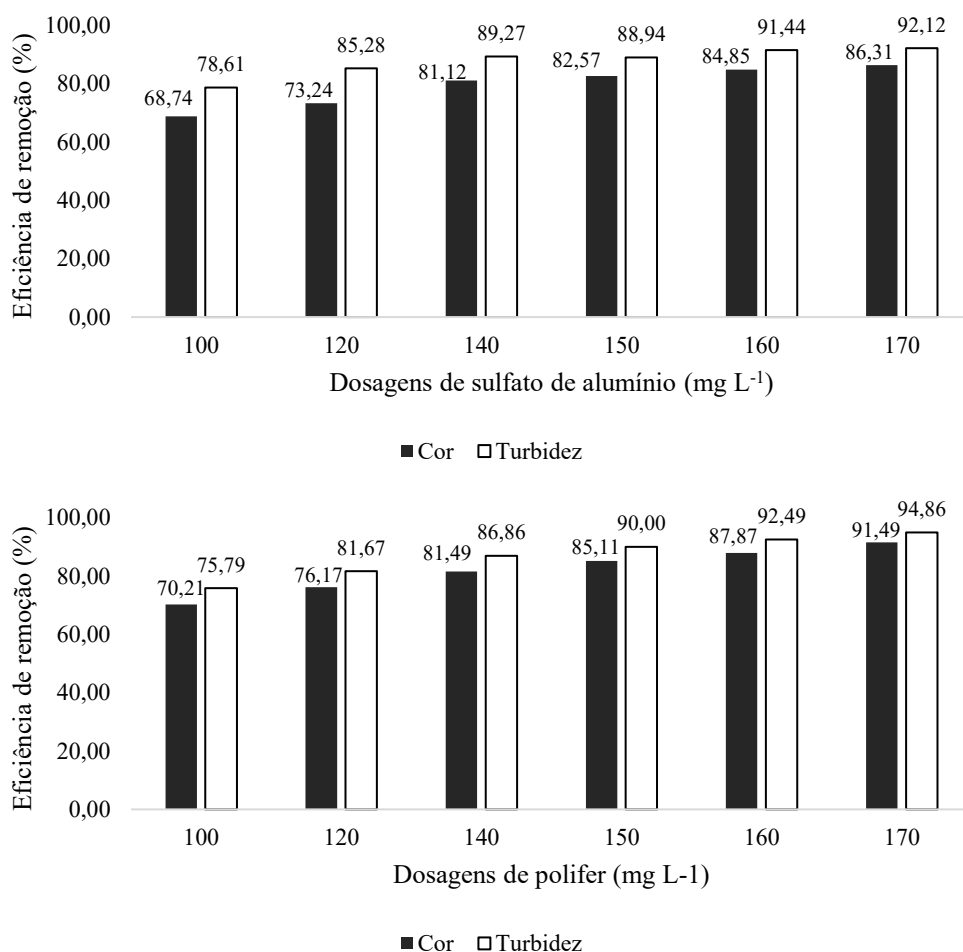 Eficiência de remoção (%)
100,00
80,00
60,00
40,00
20,00
0,00
68,74 78,61 73,24 85,28 81,12 89,27 82,57 88,94 84,85 91,44 86,31 92,12
100 120 140 150 160 170
Dosagens de sulfato de alumínio (mg L-1)
Cor Turbidez
Eficiência de remoção (%)
100,00
80,00
60,00
40,00
20,00
0,00
70,21 75,79 76,17 81,67 81,49 86,86 85,11 90,00 87,87 92,49 91,49 94,86
100 120 140 150 160 170
Dosagens de polifer (mg L-1)
Cor Turbidez